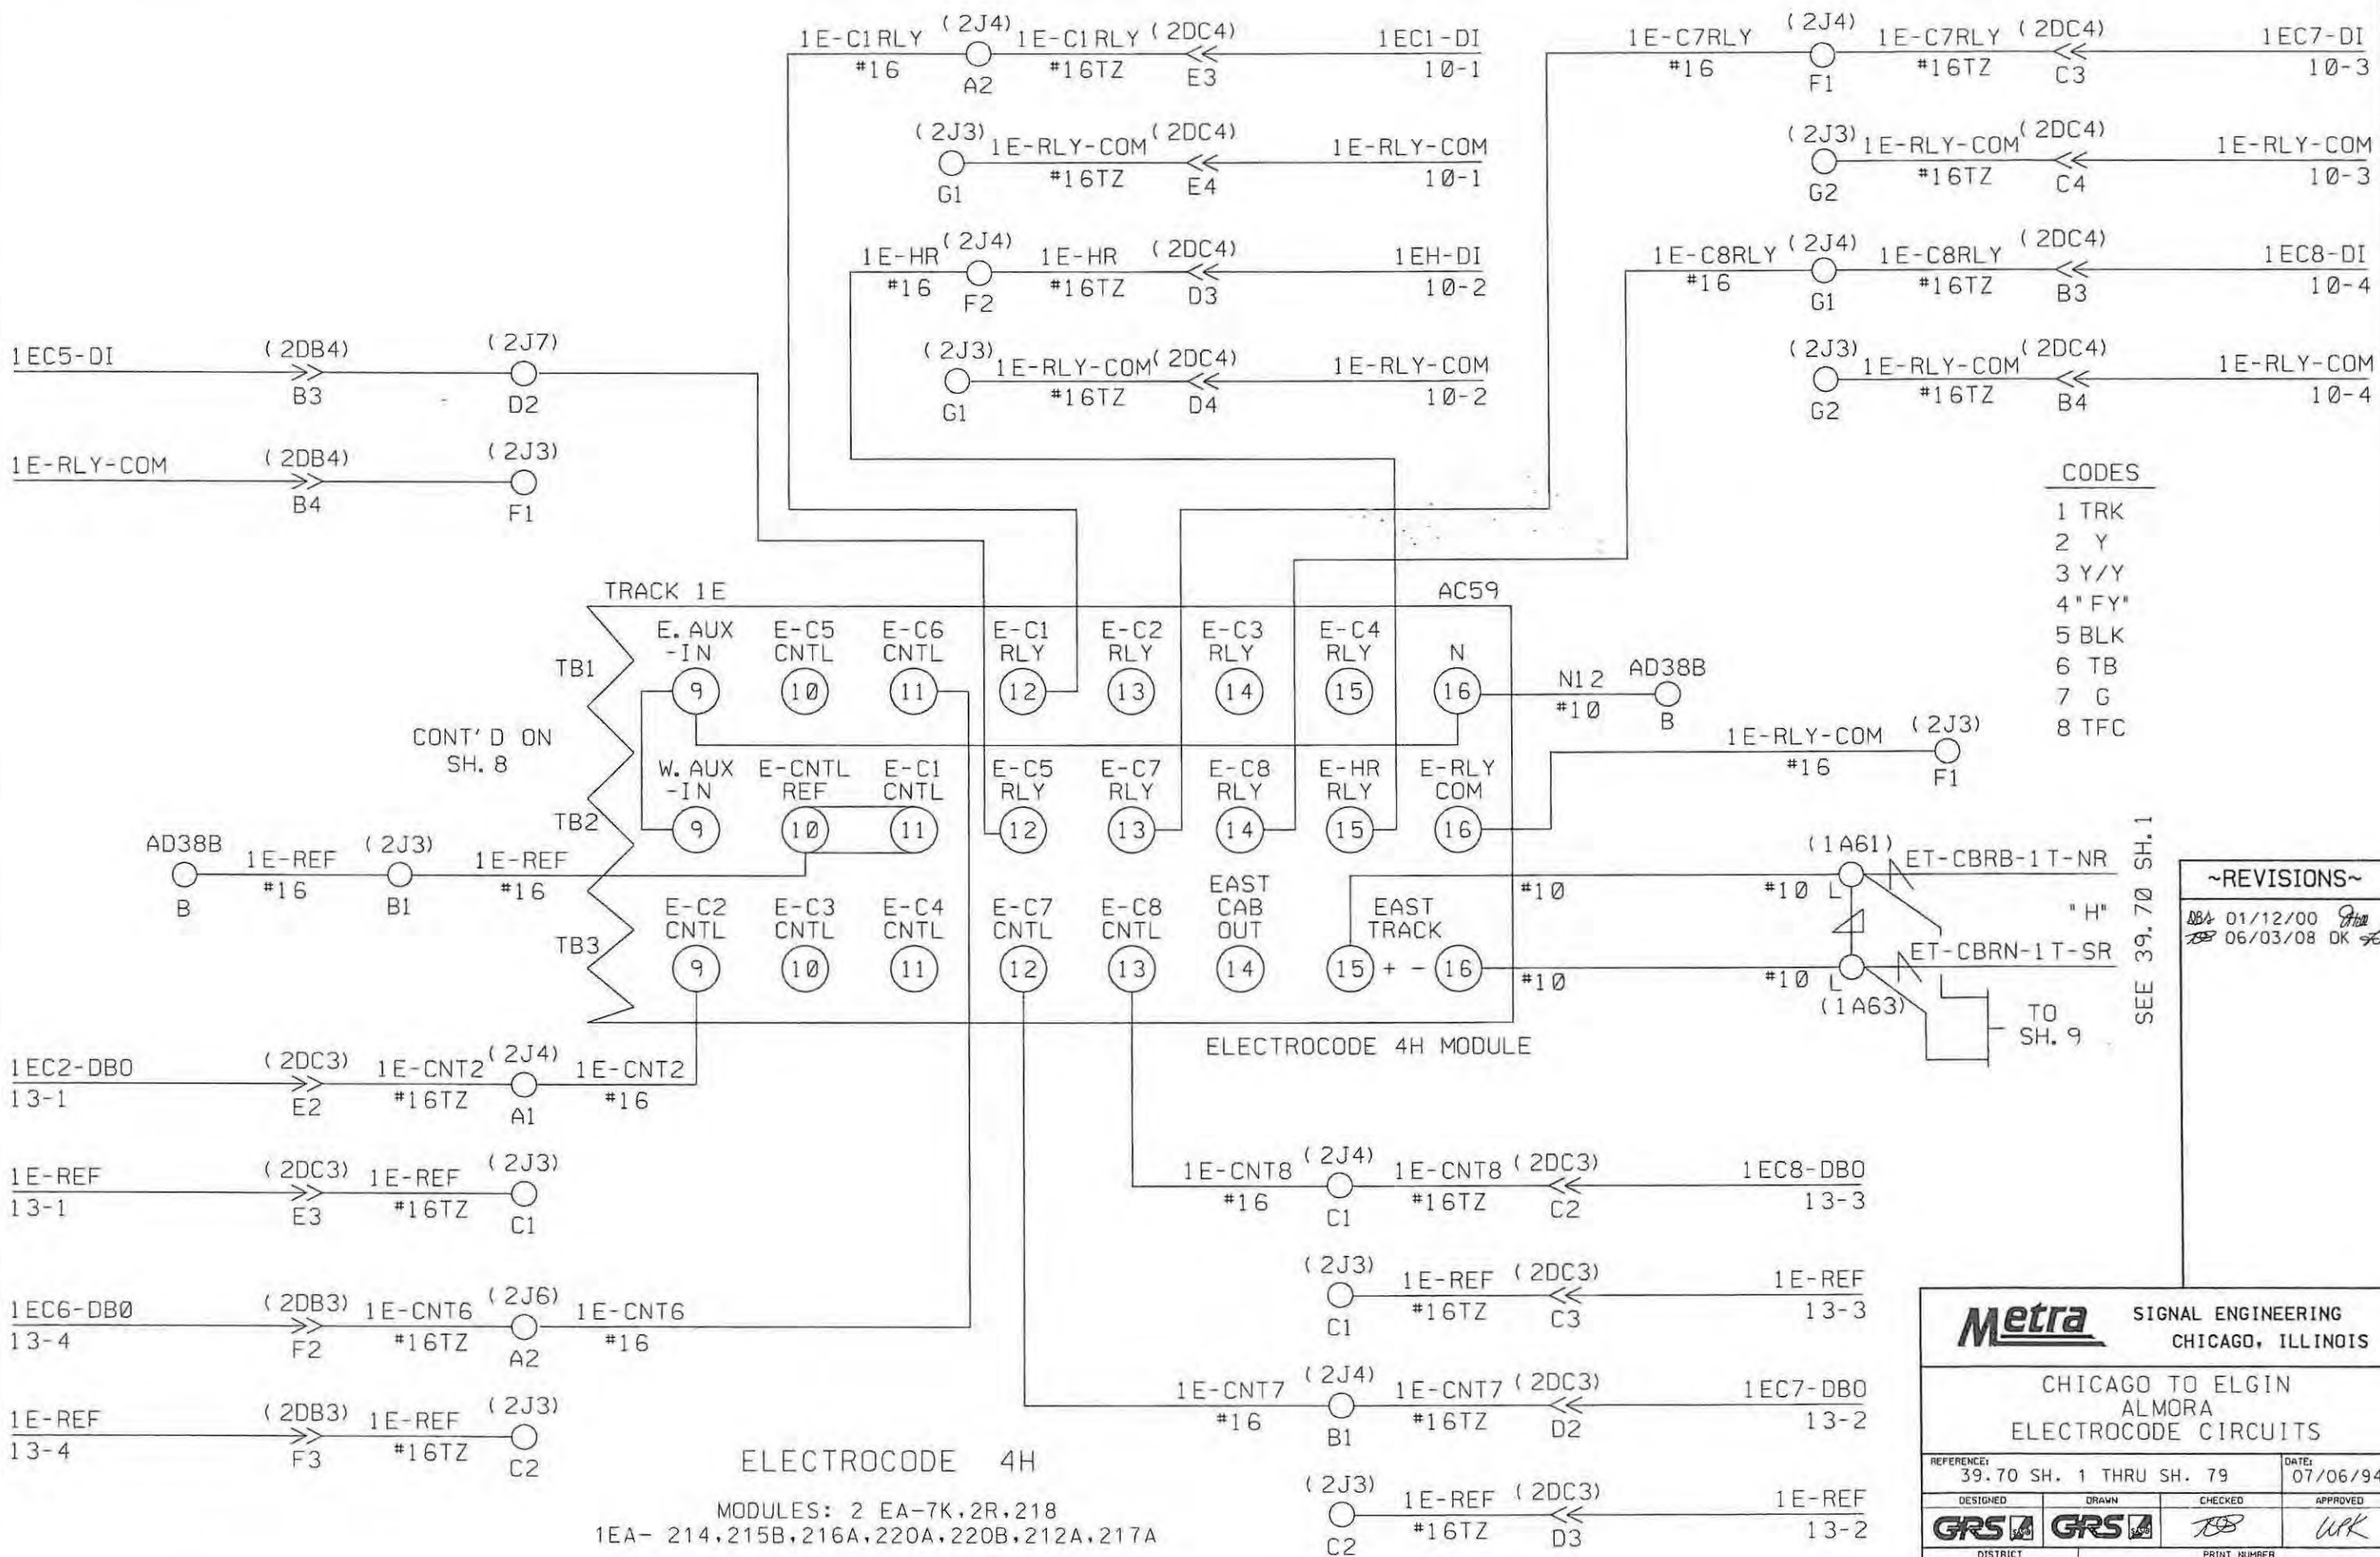 1E-C1RLY (2J4) 1E-C1RLY (2DC4) 1EC1-DI
#16 A2 #16TZ E3 10-1
(2J3) 1E-RLY-COM (2DC4) 1E-RLY-COM
G1 #16TZ E4 10-1
1E-HR (2J4) 1E-HR (2DC4) 1EH-DI
#16 F2 #16TZ D3 10-2
(2J3) 1E-RLY-COM (2DC4) 1E-RLY-COM
G1 #16TZ D4 10-2
1E-C7RLY (2J4) 1E-C7RLY (2DC4) 1EC7-DI
#16 F1 #16TZ C3 10-3
(2J3) 1E-RLY-COM (2DC4) 1E-RLY-COM
G2 #16TZ C4 10-3
1E-C8RLY (2J4) 1E-C8RLY (2DC4) 1EC8-DI
#16 G1 #16TZ B3 10-4
(2J3) 1E-RLY-COM (2DC4) 1E-RLY-COM
G2 #16TZ B4 10-4
1EC5-DI (2DB4) (2J7)
B3 D2
1E-RLY-COM (2DB4) (2J3)
B4 F1
CODES
1 TRK
2 Y
3 Y/Y
4 "FY"
5 BLK
6 TB
7 G
8 TFC
TRACK 1E AC59
TB1
E.AUX E-C5 E-C6 E-C1 E-C2 E-C3 E-C4
-IN CNTL CNTL RLY RLY RLY RLY N
9 10 11 12 13 14 15 16
N12 AD38B
#10 B
CONT'D ON
SH. 8
TB2
W.AUX E-CNTL E-C1 E-C5 E-C7 E-C8 E-HR E-RLY
-IN REF CNTL RLY RLY RLY RLY COM
9 10 11 12 13 14 15 16
1E-RLY-COM (2J3)
#16 F1
AD38B 1E-REF (2J3) 1E-REF
B #16 B1 #16
TB3
E-C2 E-C3 E-C4 E-C7 E-C8 EAST EAST
CNTL CNTL CNTL CNTL CNTL CAB TRACK
OUT
9 10 11 12 13 14 15 + - 16
ELECTROCODE 4H MODULE
(1A61) ET-CBRB-1T-NR
#10 #10 L
"H"
ET-CBRN-1T-SR
#10 #10 L
(1A63)
TO
SH. 9
SEE 39.70 SH.1
~REVISIONS~
01/12/00
06/03/08 OK
1EC2-DBO (2DC3) 1E-CNT2 (2J4) 1E-CNT2
13-1 E2 #16TZ A1 #16
1E-REF (2DC3) 1E-REF (2J3)
13-1 E3 #16TZ C1
1EC6-DB0 (2DB3) 1E-CNT6 (2J6) 1E-CNT6
13-4 F2 #16TZ A2 #16
1E-REF (2DB3) 1E-REF (2J3)
13-4 F3 #16TZ C2
1E-CNT8 (2J4) 1E-CNT8 (2DC3) 1EC8-DBO
#16 C1 #16TZ C2 13-3
(2J3) 1E-REF (2DC3) 1E-REF
C1 #16TZ C3 13-3
1E-CNT7 (2J4) 1E-CNT7 (2DC3) 1EC7-DBO
#16 B1 #16TZ D2 13-2
(2J3) 1E-REF (2DC3) 1E-REF
C2 #16TZ D3 13-2
ELECTROCODE 4H
MODULES: 2 EA-7K,2R,218
1EA- 214,215B,216A,220A,220B,212A,217A
Metra SIGNAL ENGINEERING
CHICAGO, ILLINOIS
CHICAGO TO ELGIN
ALMORA
ELECTROCODE CIRCUITS
REFERENCE: 39.70 SH. 1 THRU SH. 79 DATE: 07/06/94
DESIGNED DRAWN CHECKED APPROVED
GRS GRS
DISTRICT PRINT NUMBER